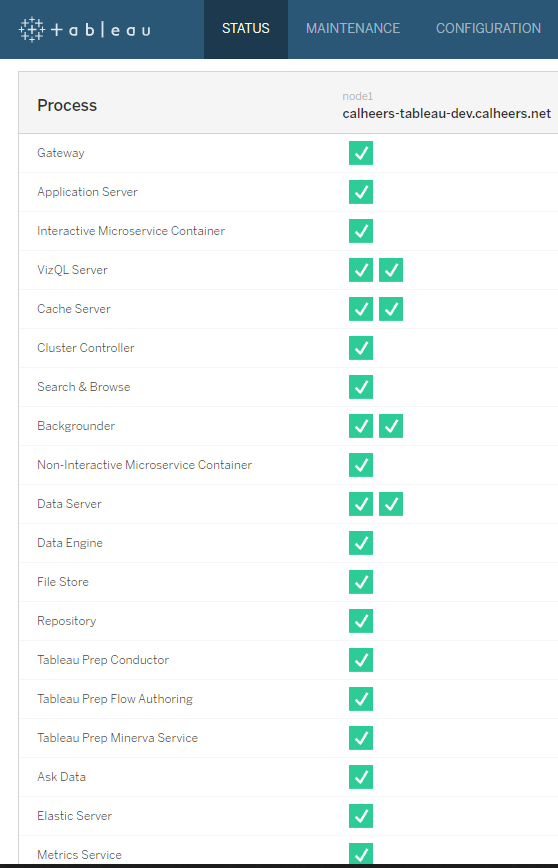 + a b | e a u STATUS MAINTENANCE CONFIGURATION
Process
node1
calheers-tableau-dev.calheers.net
Gateway
Application Server
Interactive Microservice Container
VizQL Server
Cache Server
Cluster Controller
Search & Browse
Backgrounder
Non-Interactive Microservice Container
Data Server
Data Engine
File Store
Repository
Tableau Prep Conductor
Tableau Prep Flow Authoring
Tableau Prep Minerva Service
Ask Data
Elastic Server
Metrics Service